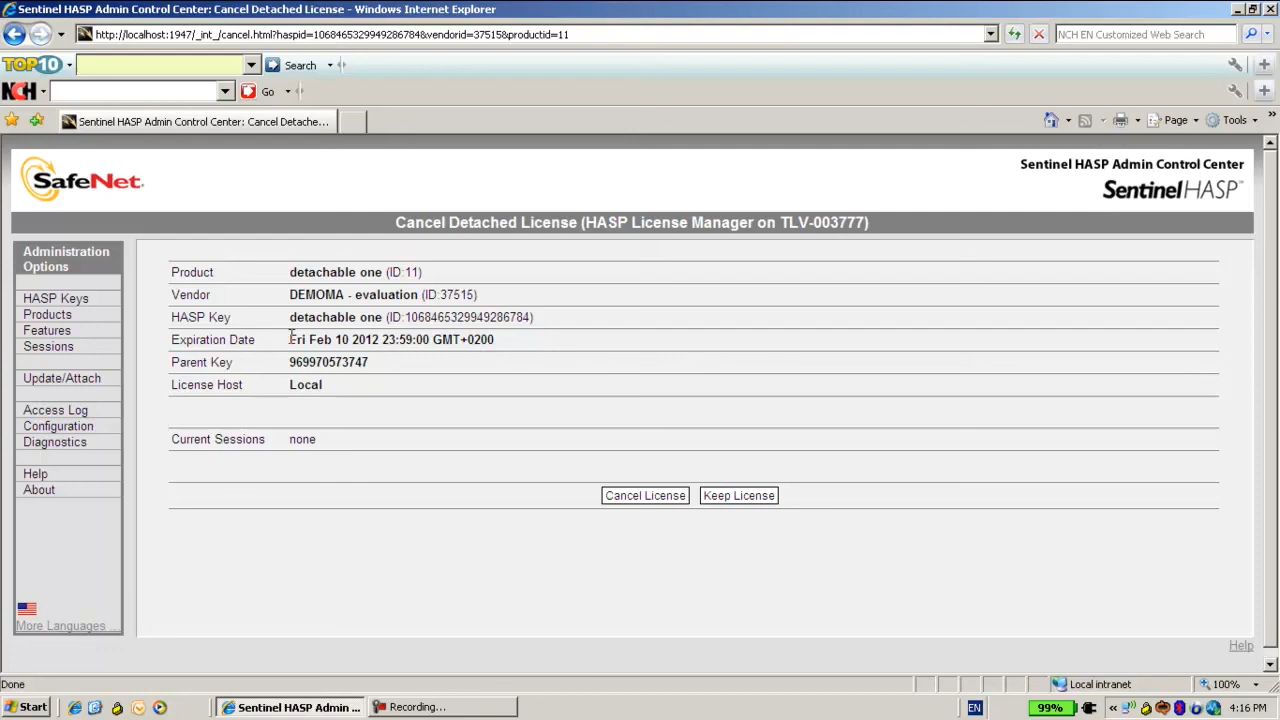 Sentinel HASP Admin Control Center: Cancel Detached License - Windows Internet Explorer
http://localhost:1947/_int_/cancel.html?haspid=1068465329949286784&vendorid=37515&productid=11
NCH EN Customized Web Search
TOP10 Search
NCH Go
Sentinel HASP Admin Control Center: Cancel Detache...
Page Tools
SafeNet.
Sentinel HASP Admin Control Center
Sentinel HASP™
Cancel Detached License (HASP License Manager on TLV-003777)
Administration
Options
HASP Keys
Products
Features
Sessions
Update/Attach
Access Log
Configuration
Diagnostics
Help
About
More Languages ...
Product detachable one (ID:11)
Vendor DEMOMA - evaluation (ID:37515)
HASP Key detachable one (ID:1068465329949286784)
Expiration Date Fri Feb 10 2012 23:59:00 GMT+0200
Parent Key 969970573747
License Host Local
Current Sessions none
Cancel License Keep License
Help
Done
Local intranet
100%
Start
Sentinel HASP Admin ...
Recording...
EN
99%
4:16 PM